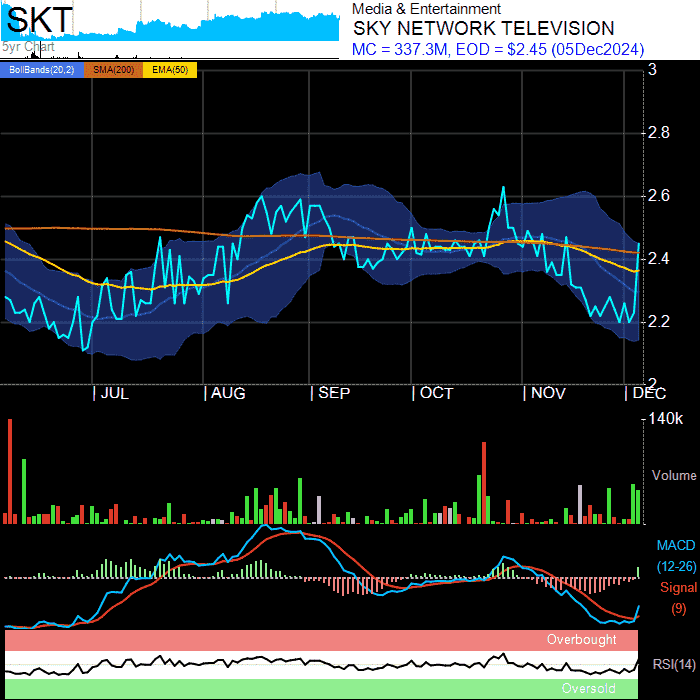 SKT
5yr Chart
Media & Entertainment
SKY NETWORK TELEVISION
MC = 337.3M, EOD = $2.45 (05Dec2024)
BollBands(20,2) SMA(200) EMA(50)
3
2.8
2.6
2.4
2.2
2
JUL AUG SEP OCT NOV DEC
140k
Volume
MACD
(12-26)
Signal
(9)
Overbought
RSI(14)
Oversold